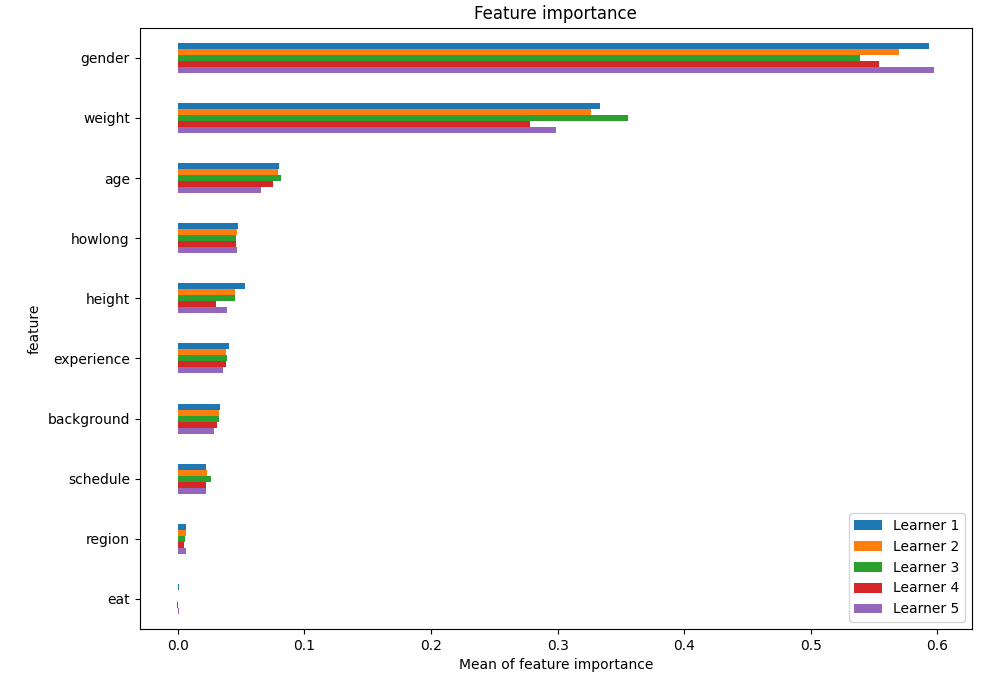 Feature importance
gender
weight
age
howlong
height
experience
background
schedule
region
eat
feature
Learner 1
Learner 2
Learner 3
Learner 4
Learner 5
0.0 0.1 0.2 0.3 0.4 0.5 0.6
Mean of feature importance